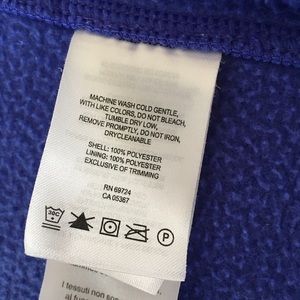 MACHINE WASH COLD GENTLE,
WITH LIKE COLORS, DO NOT BLEACH,
TUMBLE DRY LOW,
REMOVE PROMPTLY, DO NOT IRON,
DRYCLEANABLE
SHELL: 100% POLYESTER
LINING: 100% POLYESTER
EXCLUSIVE OF TRIMMING
RN 69724
CA 05367
30C P
I tessuti non